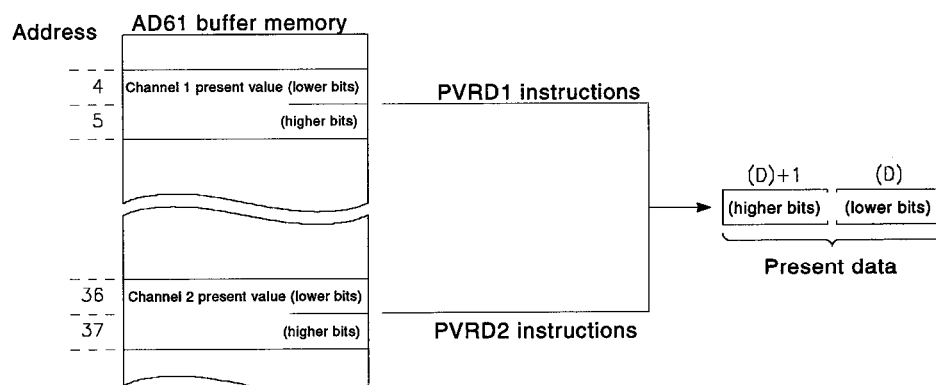 Address
AD61 buffer memory
4
Channel 1 present value (lower bits)
5
(higher bits)
PVRD1 instructions
(D)+1
(D)
(higher bits)
(lower bits)
Present data
36
Channel 2 present value (lower bits)
37
(higher bits)
PVRD2 instructions